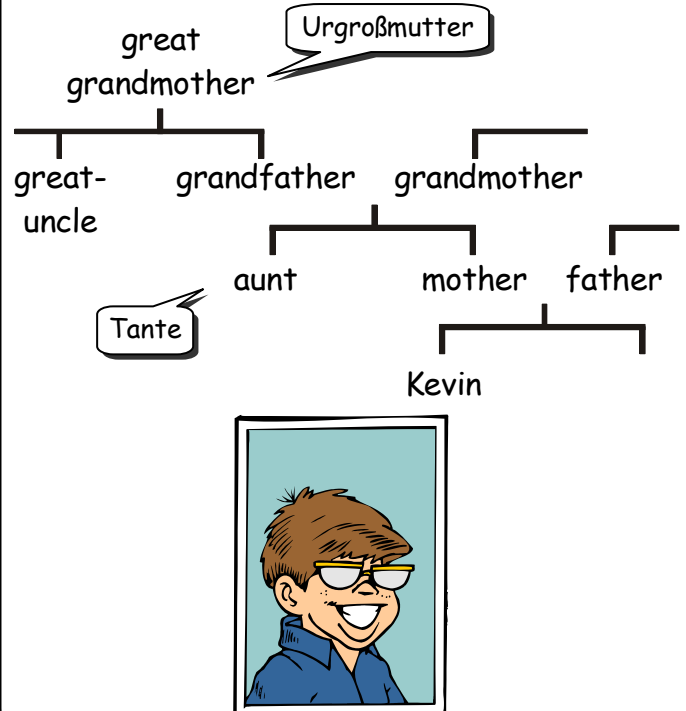 great
grandmother
Urgroßmutter
great-
uncle
grandfather
grandmother
aunt
mother
father
Tante
Kevin